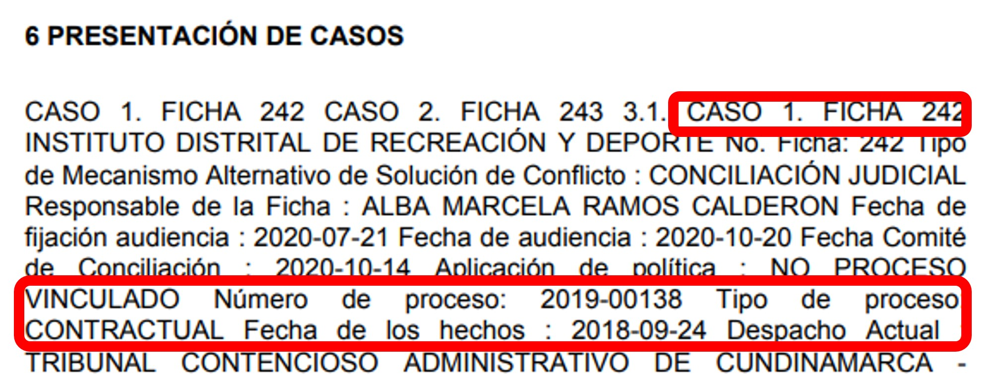 6 PRESENTACIÓN DE CASOS
CASO 1. FICHA 242 CASO 2. FICHA 243 3.1. CASO 1. FICHA 242
INSTITUTO DISTRITAL DE RECREACIÓN Y DEPORTE No. Ficha: 242 Tipo
de Mecanismo Alternativo de Solución de Conflicto : CONCILIACIÓN JUDICIAL
Responsable de la Ficha : ALBA MARCELA RAMOS CALDERON Fecha de
fijación audiencia : 2020-07-21 Fecha de audiencia : 2020-10-20 Fecha Comité
de Conciliación : 2020-10-14 Aplicación de política : NO PROCESO
VINCULADO Número de proceso: 2019-00138 Tipo de proceso:
CONTRACTUAL Fecha de los hechos : 2018-09-24 Despacho Actual :
TRIBUNAL CONTENCIOSO ADMINISTRATIVO DE CUNDINAMARCA -